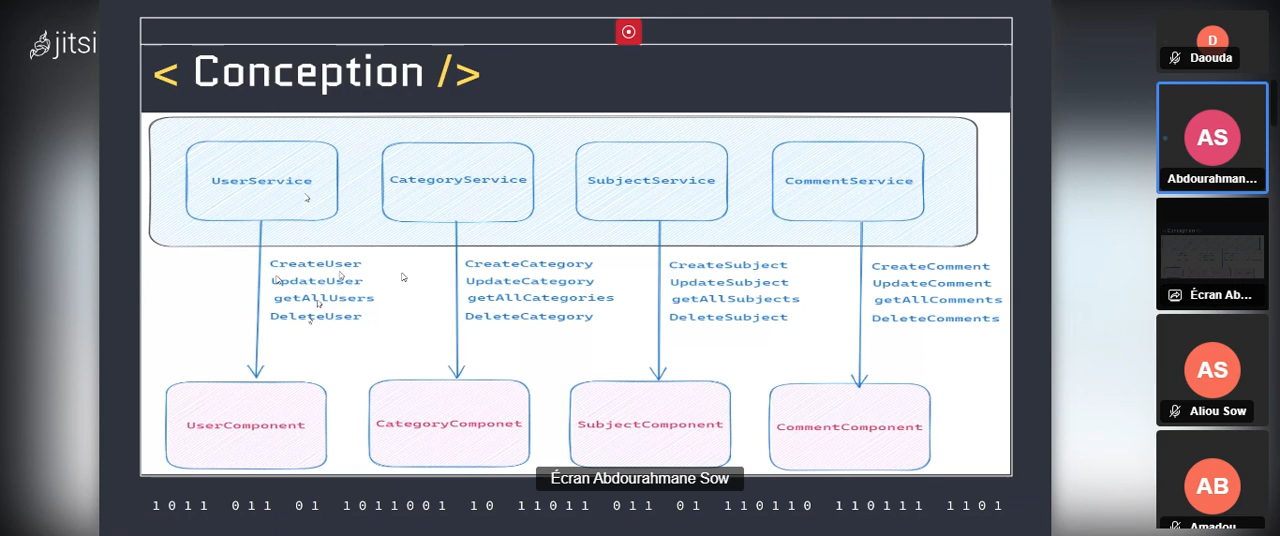 jitsi
< Conception />
UserService
CategoryService
SubjectService
CommentService
CreateUser
UpdateUser
getAllUsers
DeleteUser
CreateCategory
UpdateCategory
getAllCategories
DeleteCategory
CreateSubject
UpdateSubject
getAllSubjects
DeleteSubject
CreateComment
UpdateComment
getAllComments
DeleteComments
UserComponent
CategoryComponet
SubjectComponent
CommentComponent
Écran Abdourahmane Sow
1011 011 01 1011001 10 11011 011 01 110110 110111 1101
D
Daouda
AS
Abdourahman...
Écran Ab...
AS
Aliou Sow
AB
Amadou